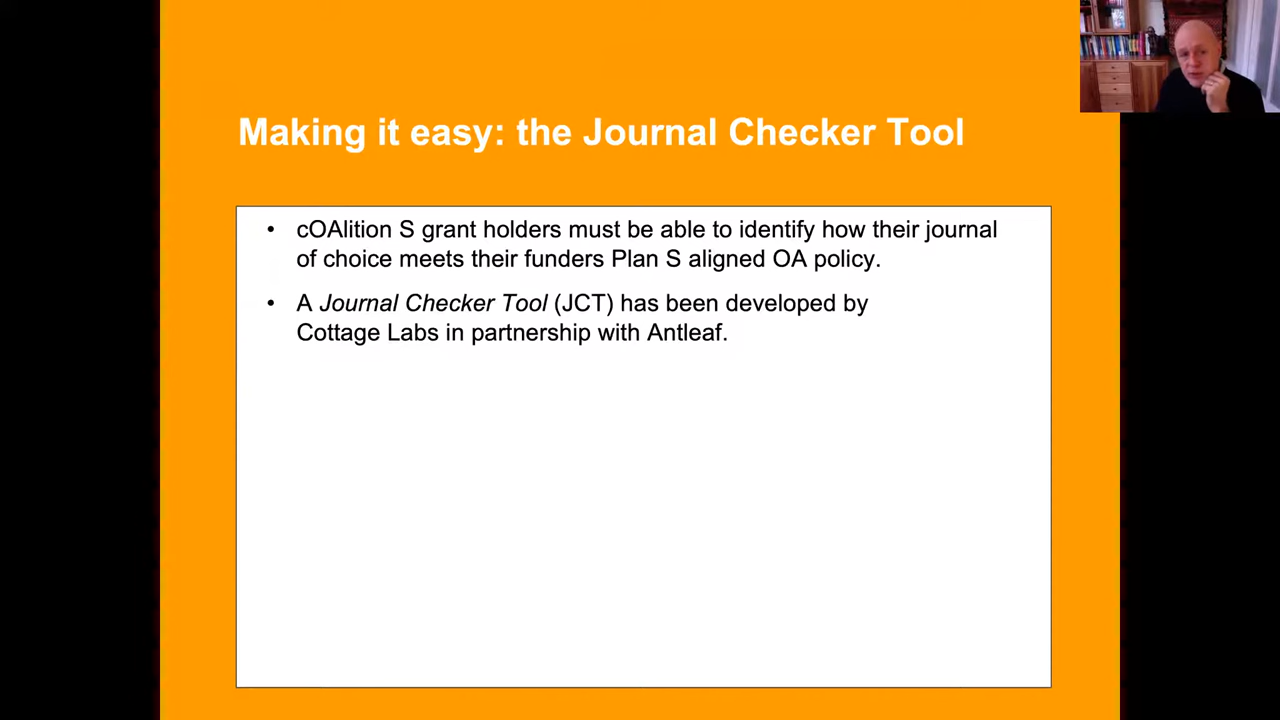 Making it easy: the Journal Checker Tool
• cOAlition S grant holders must be able to identify how their journal
of choice meets their funders Plan S aligned OA policy.
• A Journal Checker Tool (JCT) has been developed by
Cottage Labs in partnership with Antleaf.